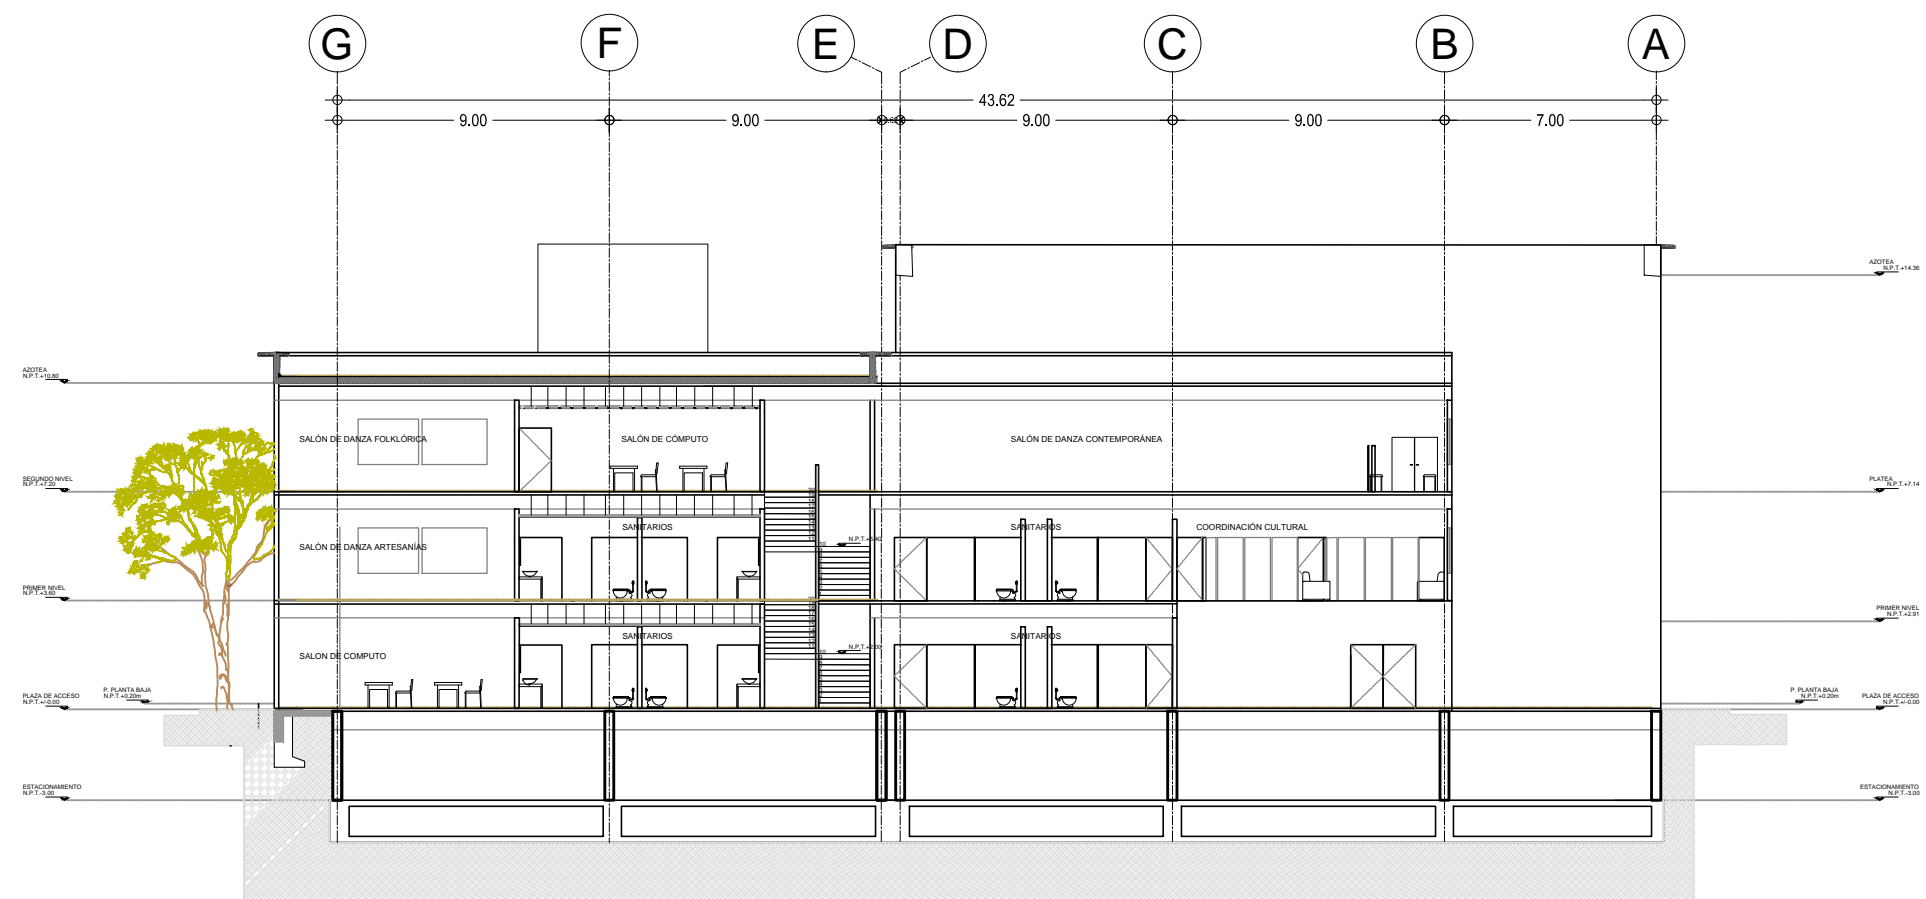 G F E D C B A
43.62
9.00 9.00 0.62 9.00 9.00 7.00
AZOTEA
N.P.T.+14.36
AZOTEA
N.P.T.+10.80
SALÓN DE DANZA FOLKLÓRICA
SALÓN DE CÓMPUTO
SALÓN DE DANZA CONTEMPORÁNEA
SEGUNDO NIVEL
N.P.T.+7.20
PLATEA
N.P.T.+7.14
SANITARIOS
SANITARIOS
COORDINACIÓN CULTURAL
SALÓN DE DANZA ARTESANÍAS
PRIMER NIVEL
N.P.T.+3.60
PRIMER NIVEL
N.P.T.+2.91
SANITARIOS
SANITARIOS
SALON DE COMPUTO
PLAZA DE ACCESO
N.P.T.+/-0.00
P. PLANTA BAJA
N.P.T.+0.20m
P. PLANTA BAJA
N.P.T.+0.20m
PLAZA DE ACCESO
N.P.T.+/-0.00
ESTACIONAMIENTO
N.P.T.-3.00
ESTACIONAMIENTO
N.P.T.-3.00